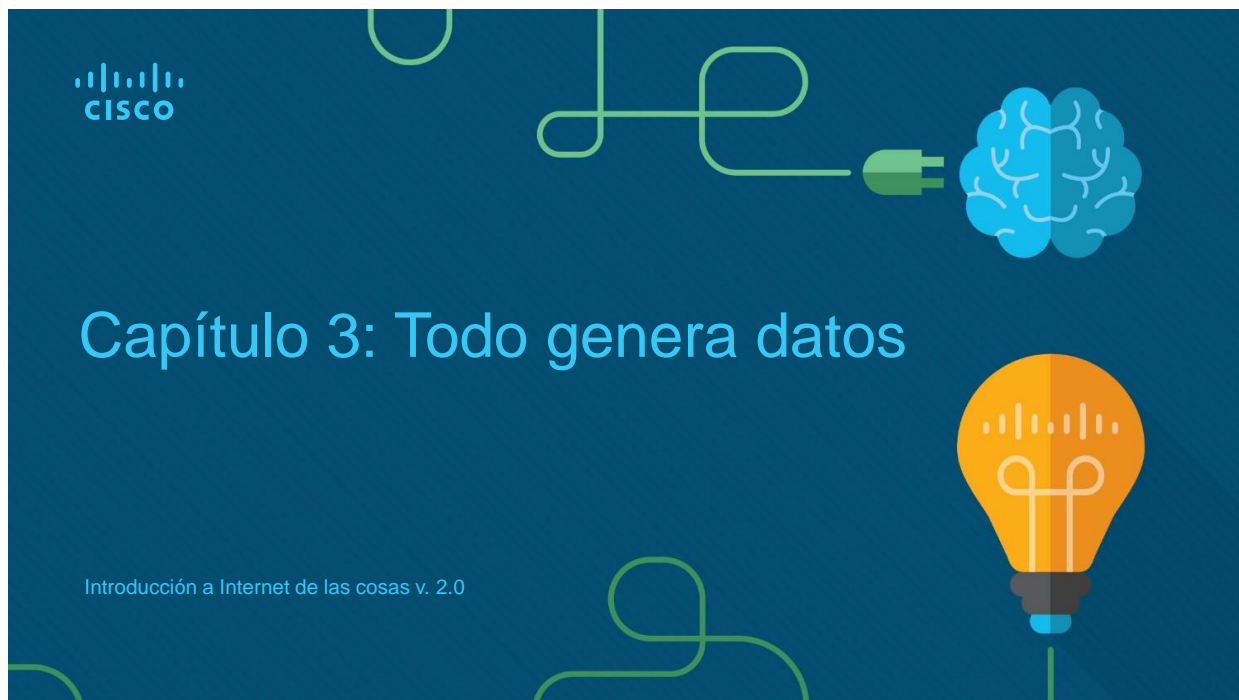 CISCO
Capítulo 3: Todo genera datos
Introducción a Internet de las cosas v. 2.0